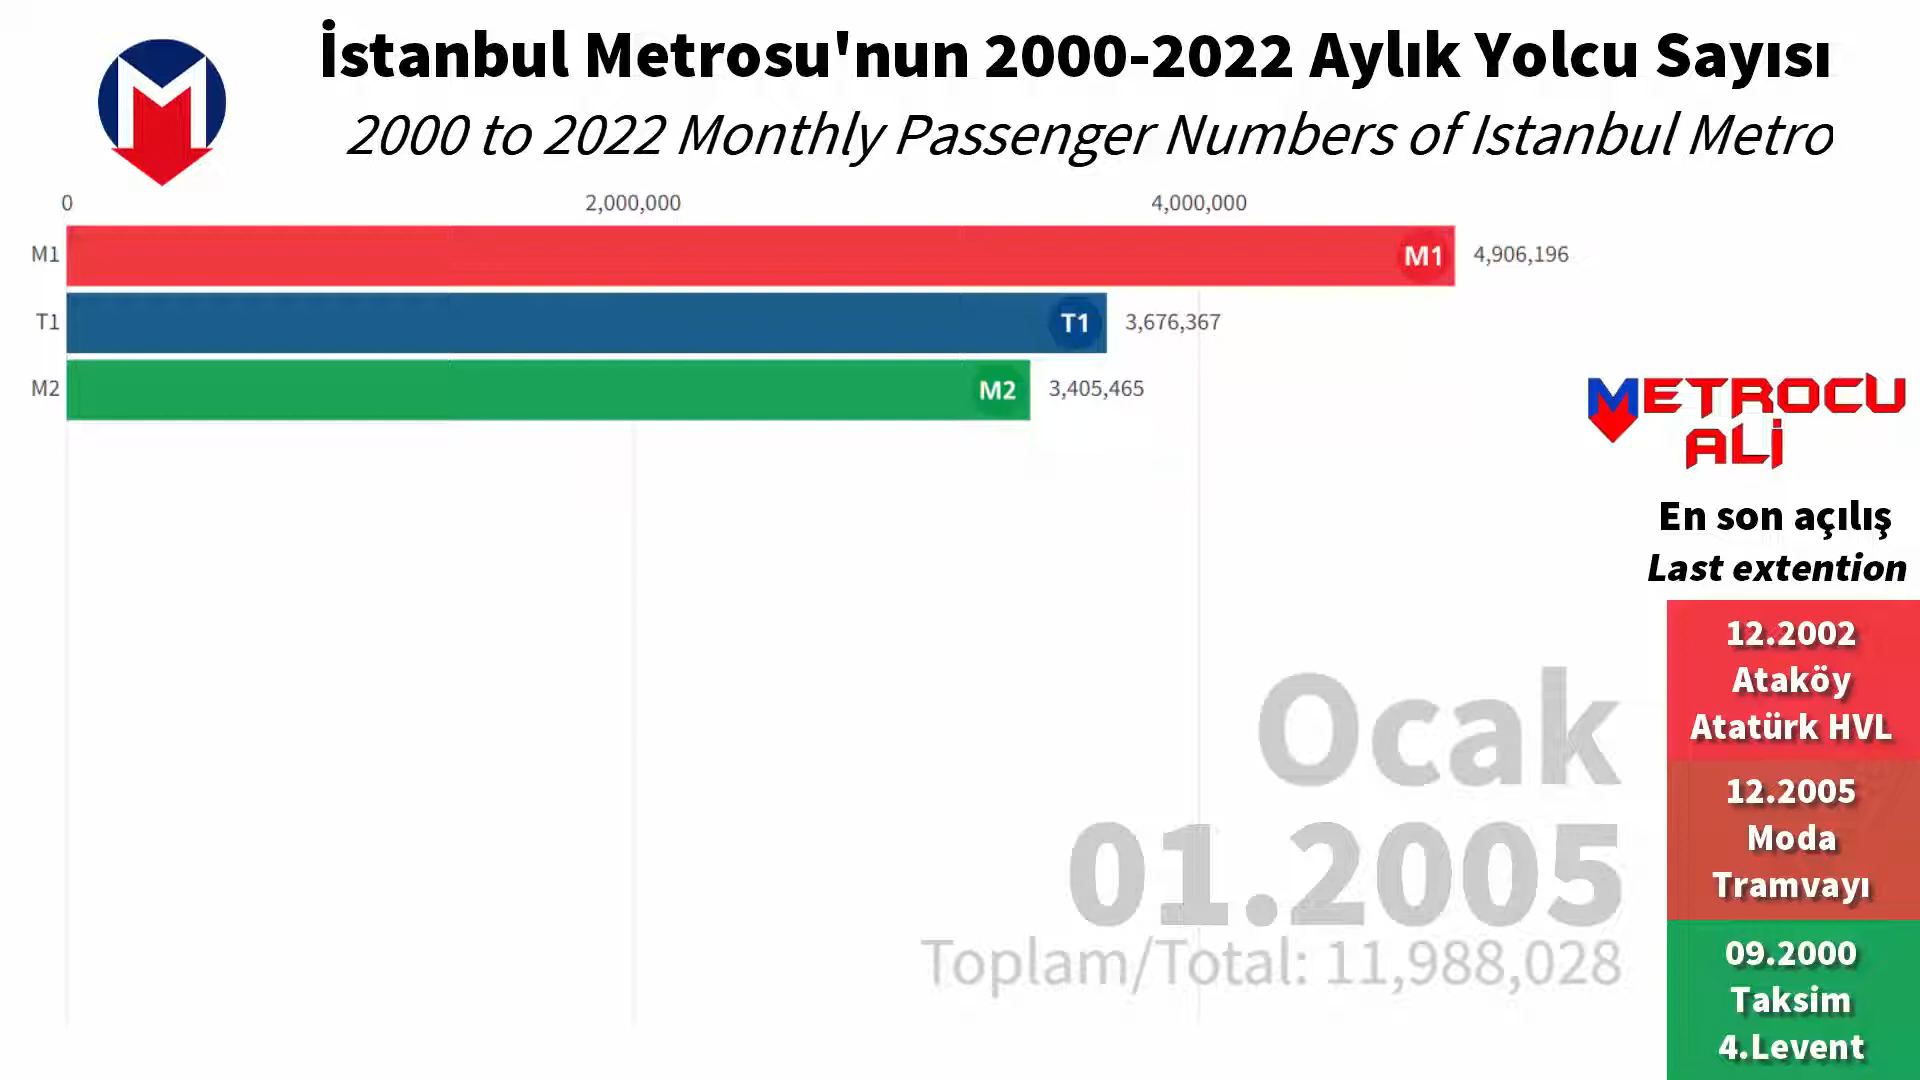 İstanbul Metrosu'nun 2000-2022 Aylık Yolcu Sayısı
2000 to 2022 Monthly Passenger Numbers of Istanbul Metro
0 2,000,000 4,000,000
M1 M1 4,906,196
T1 T1 3,676,367
M2 M2 3,405,465
METROCU
ALİ
En son açılış
Last extention
12.2002
Ataköy
Atatürk HVL
12.2005
Moda
Tramvayı
09.2000
Taksim
4.Levent
Ocak
01.2005
Toplam/Total: 11,988,028